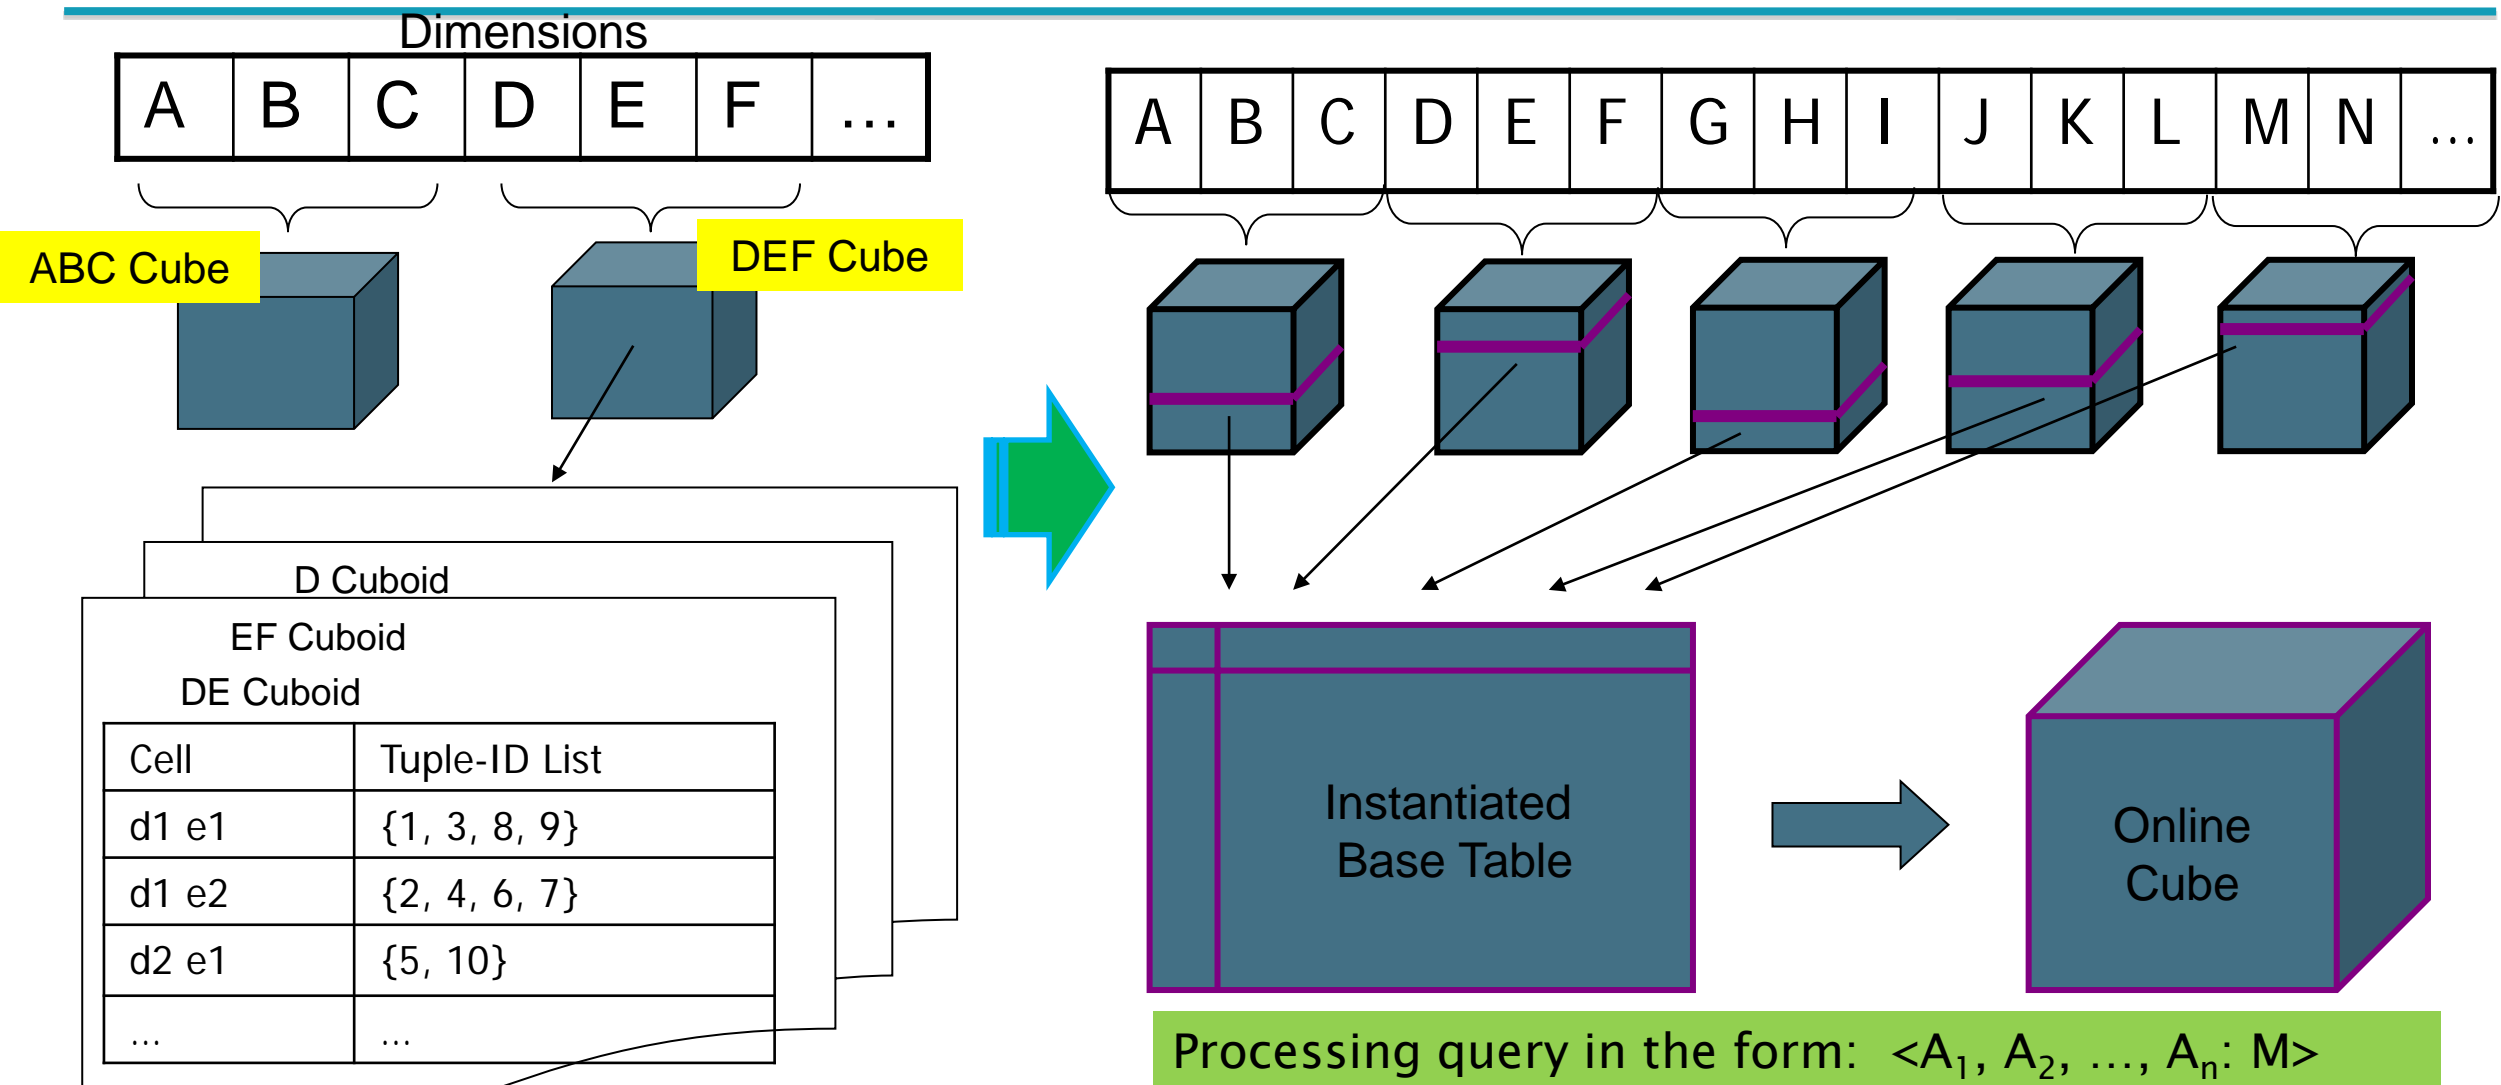 Dimensions
A B C D E F ...
ABC Cube
DEF Cube
D Cuboid
EF Cuboid
DE Cuboid
Cell Tuple-ID List
d1 e1 {1, 3, 8, 9}
d1 e2 {2, 4, 6, 7}
d2 e1 {5, 10}
... ...
A B C D E F G H I J K L M N ...
Instantiated
Base Table
Online
Cube
Processing query in the form: <A1, A2, ..., An: M>